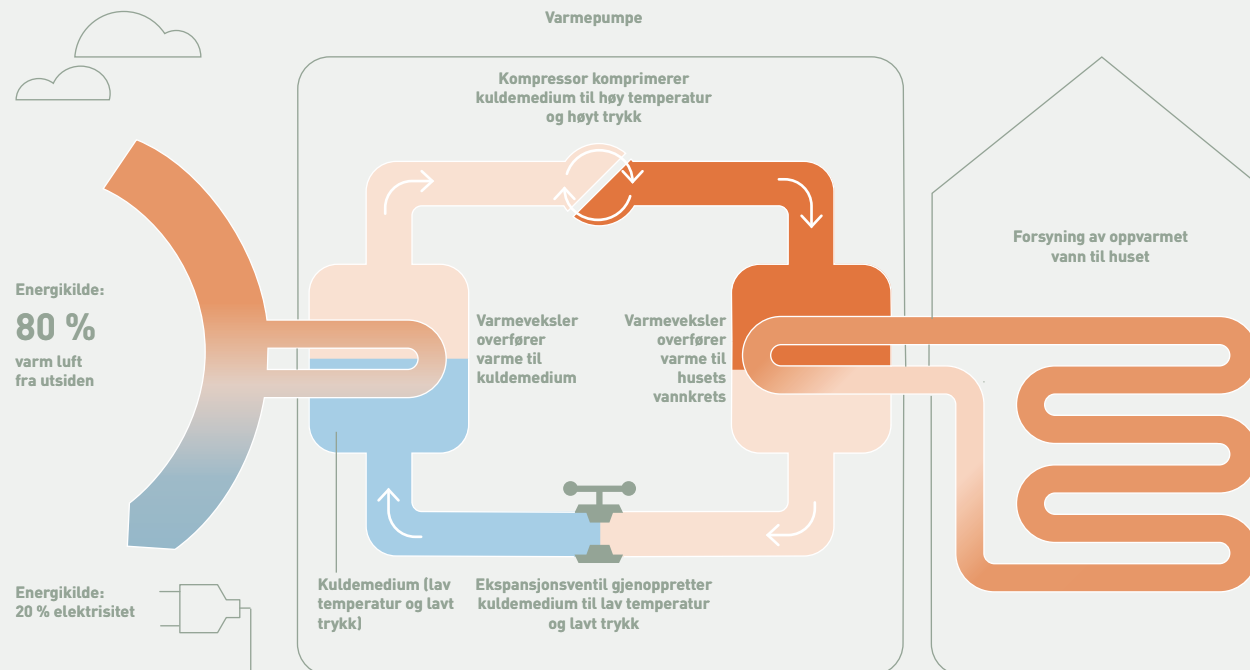 Varmepumpe
Kompressor komprimerer
kuldemedium til høy temperatur
og høyt trykk
Forsyning av oppvarmet
vann til huset
Energikilde:
80 %
varm luft
fra utsiden
Varmeveksler
overfører
varme til
kuldemedium
Varmeveksler
overfører
varme til
husets
vannkrets
Kuldemedium (lav
temperatur og lavt
trykk)
Ekspansjonsventil gjenoppretter
kuldemedium til lav temperatur
og lavt trykk
Energikilde:
20 % elektrisitet